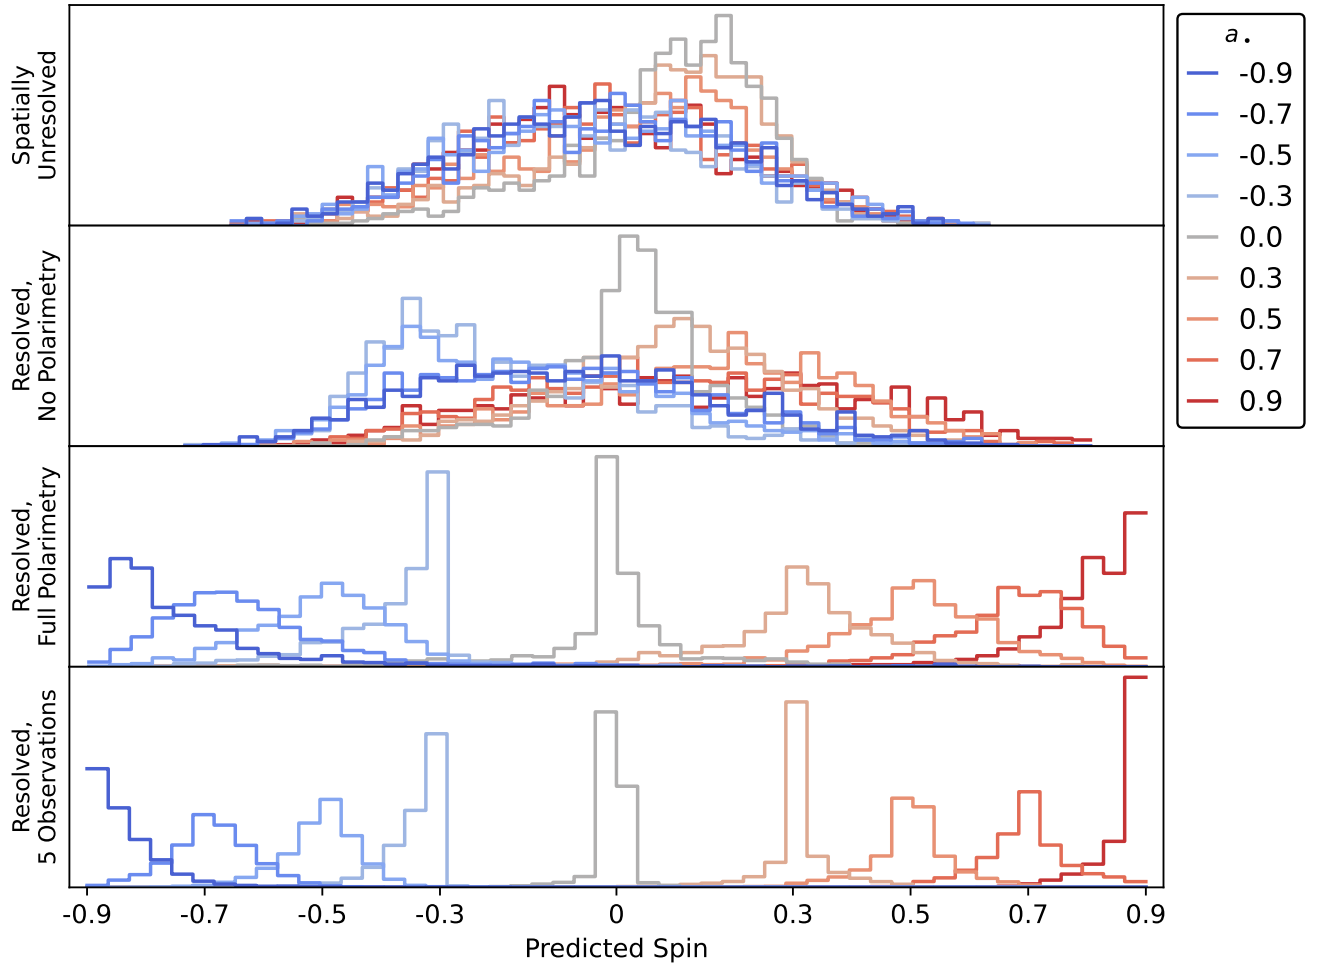 Spatially
Unresolved
Resolved,
No Polarimetry
Resolved,
Full Polarimetry
Resolved,
5 Observations
-0.9 -0.7 -0.5 -0.3 0 0.3 0.5 0.7 0.9
Predicted Spin
a•
-0.9
-0.7
-0.5
-0.3
0.0
0.3
0.5
0.7
0.9